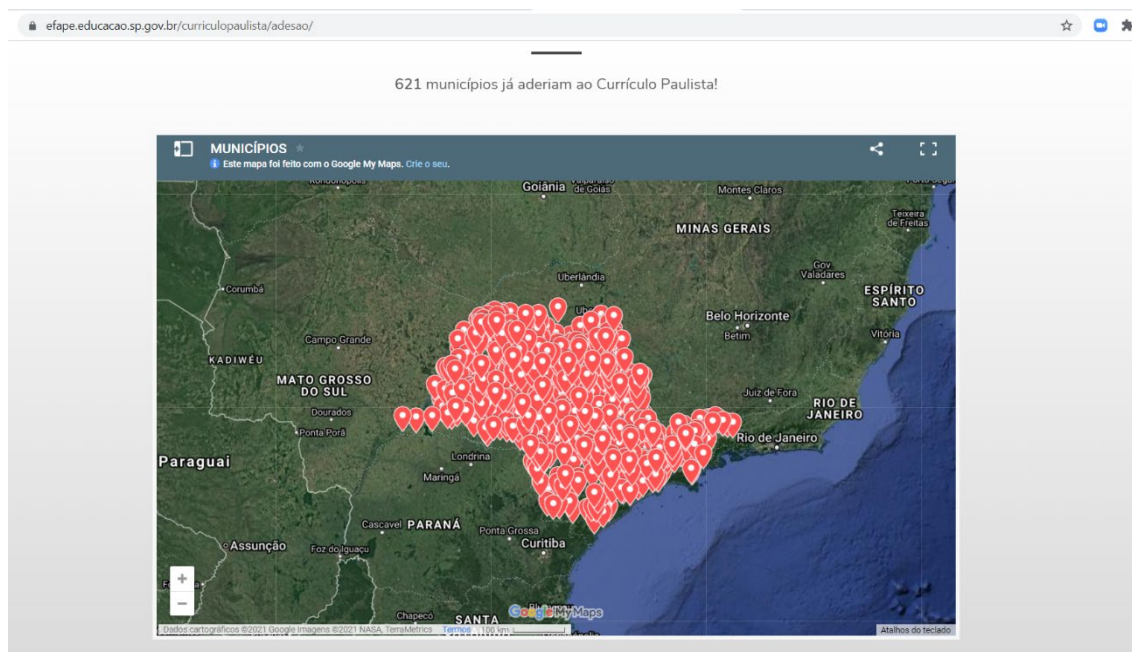 efape.educacao.sp.gov.br/curriculopaulista/adesao/
621 municípios já aderiam ao Currículo Paulista!
MUNICÍPIOS
Este mapa foi feito com o Google My Maps. Crie o seu.
Goiânia
de Goiás
Montes Claros
Teixeira
de Freitas
MINAS GERAIS
Uberlândia
Gov.
Valadares
Corumbá
ESPÍRITO
SANTO
Belo Horizonte
Betim
Vitória
Campo Grande
KADIWÉU
MATO GROSSO
DO SUL
Juiz de Fora
RIO DE
JANEIRO
Dourados
Ponta Porã
Rio de Janeiro
Paraguai
Londrina
Maringá
Cascavel
PARANÁ
Ponta Grossa
Curitiba
Assunção
Foz do Iguaçu
Chapecó
SANTA
Google My Maps
Dados cartográficos ©2021 Google Imagens ©2021 NASA, TerraMetrics
Termos
100 km
Atalhos do teclado